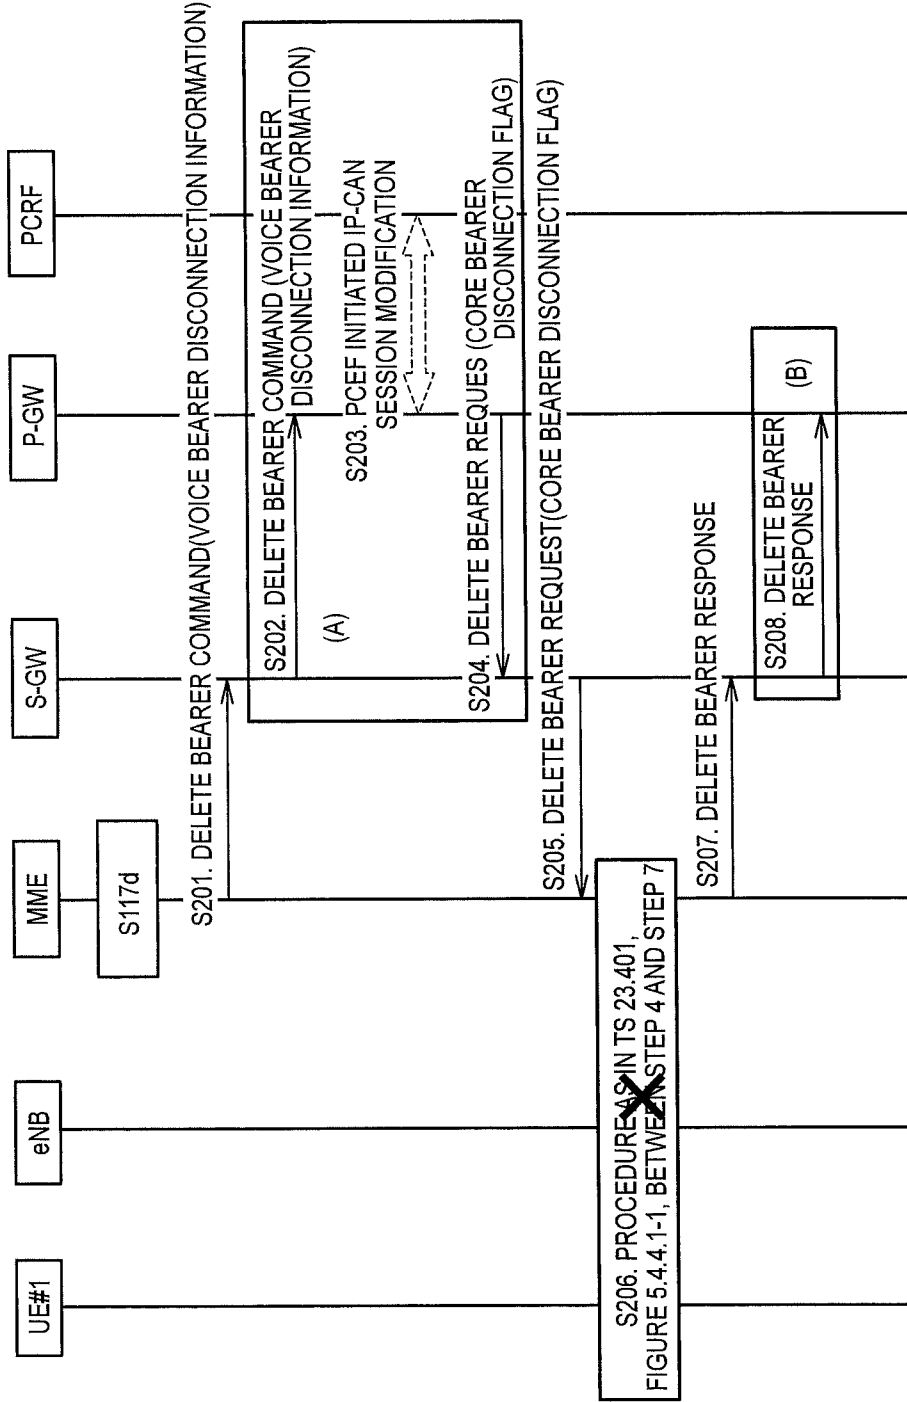 UE#1
eNB
MME
S-GW
P-GW
PCRF
S117d
S201. DELETE BEARER COMMAND(VOICE BEARER DISCONNECTION INFORMATION)
S202. DELETE BEARER COMMAND (VOICE BEARER
DISCONNECTION INFORMATION)
(A)
S203. PCEF INITIATED IP-CAN
SESSION MODIFICATION
S204. DELETE BEARER REQUES (CORE BEARER
DISCONNECTION FLAG)
S205. DELETE BEARER REQUEST(CORE BEARER DISCONNECTION FLAG)
S206. PROCEDURE AS IN TS 23.401,
FIGURE 5.4.4.1-1, BETWEEN STEP 4 AND STEP 7
S207. DELETE BEARER RESPONSE
S208. DELETE BEARER
RESPONSE
(B)